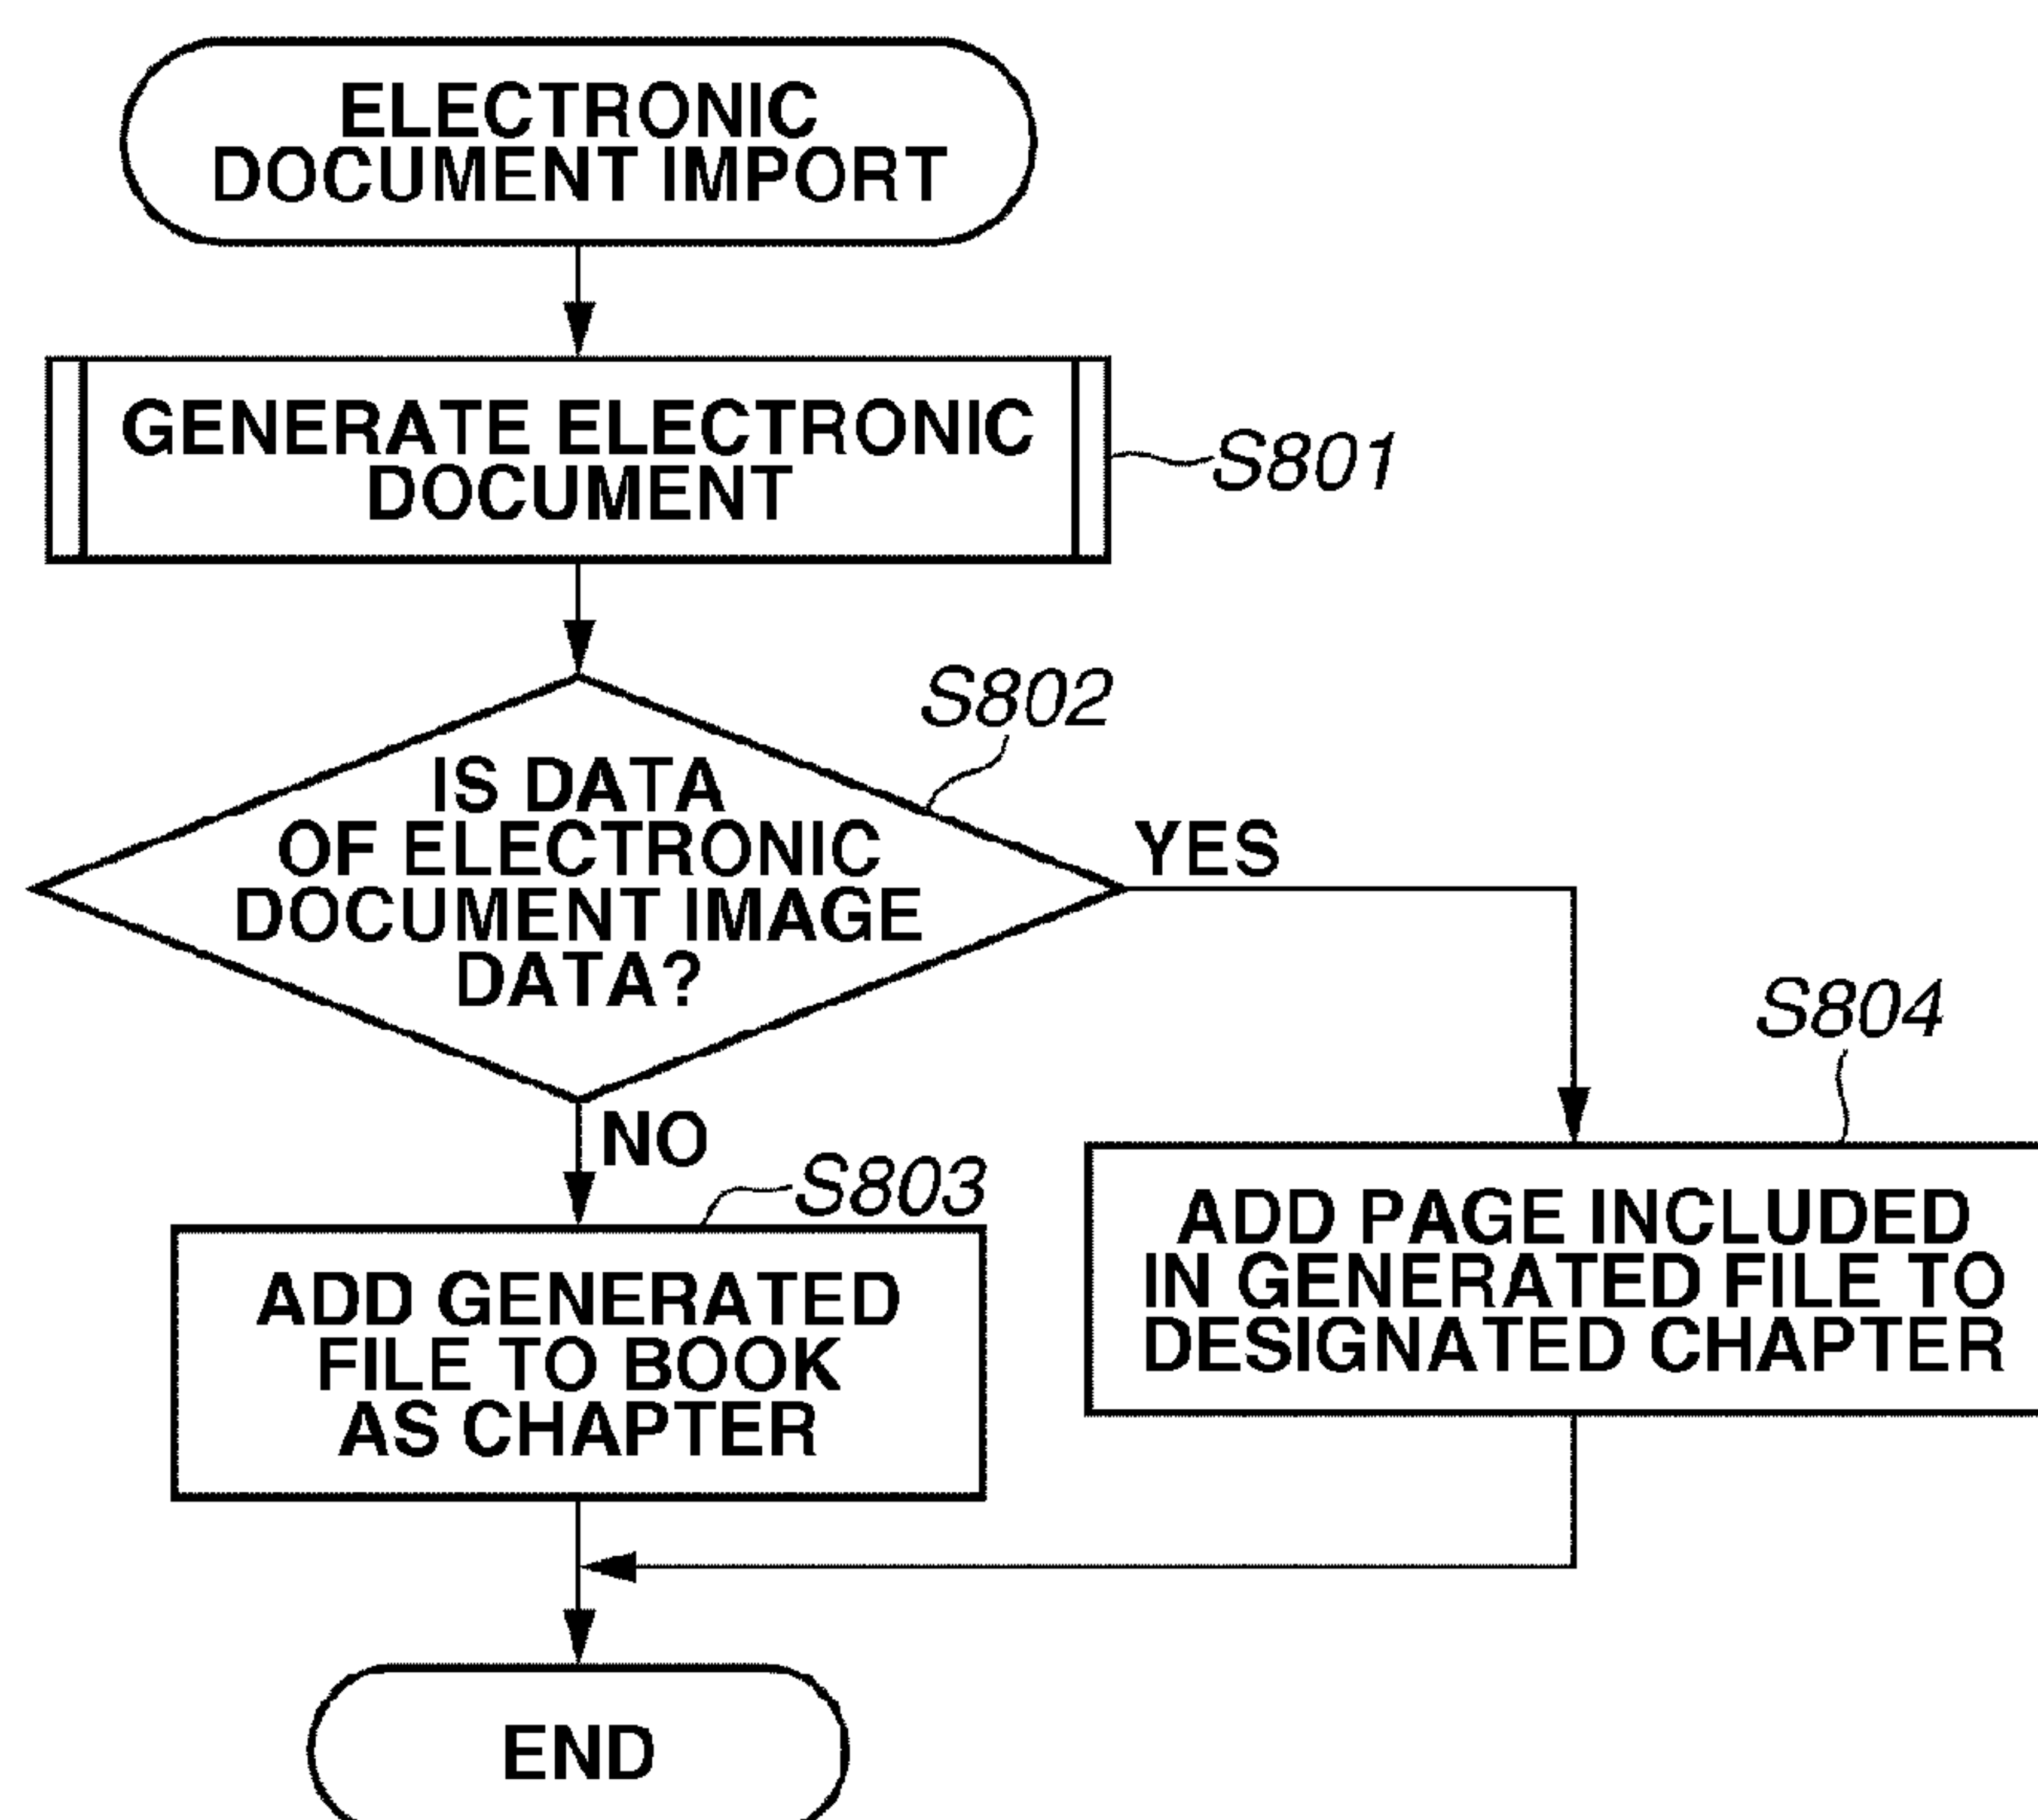 ELECTRONIC
DOCUMENT IMPORT
GENERATE ELECTRONIC
DOCUMENT
S801
S802
IS DATA
OF ELECTRONIC
DOCUMENT IMAGE
DATA?
YES
NO
S803
S804
ADD GENERATED
FILE TO BOOK
AS CHAPTER
ADD PAGE INCLUDED
IN GENERATED FILE TO
DESIGNATED CHAPTER
END